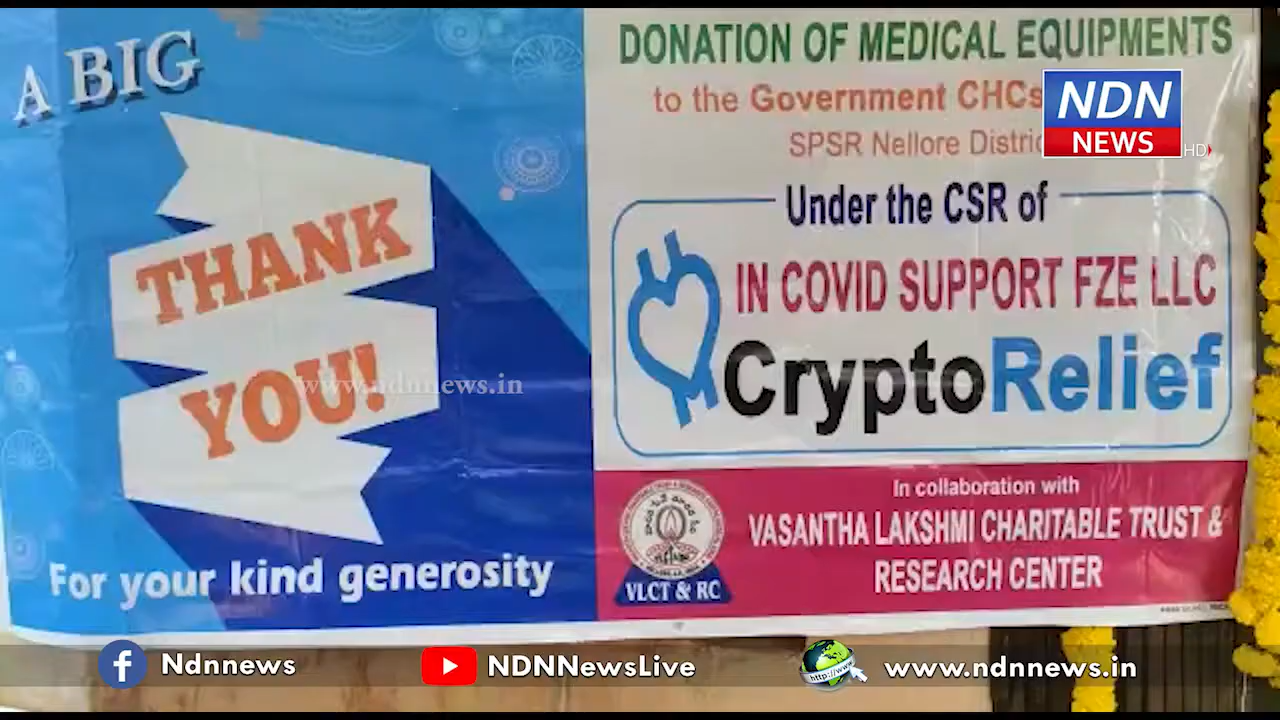 A BIG
THANK
YOU!
For your kind generosity
DONATION OF MEDICAL EQUIPMENTS
to the Government CHCs
SPSR Nellore
Under the CSR of
IN COVID SUPPORT FZE LLC
CryptoRelief
In collaboration with
VASANTHA LAKSHMI CHARITABLE TRUST &
RESEARCH CENTER
VLCT & RC
NDN
NEWS
HD
www.ndnnews.in
Ndnnews
NDNNewsLive
http://www.
www.ndnnews.in